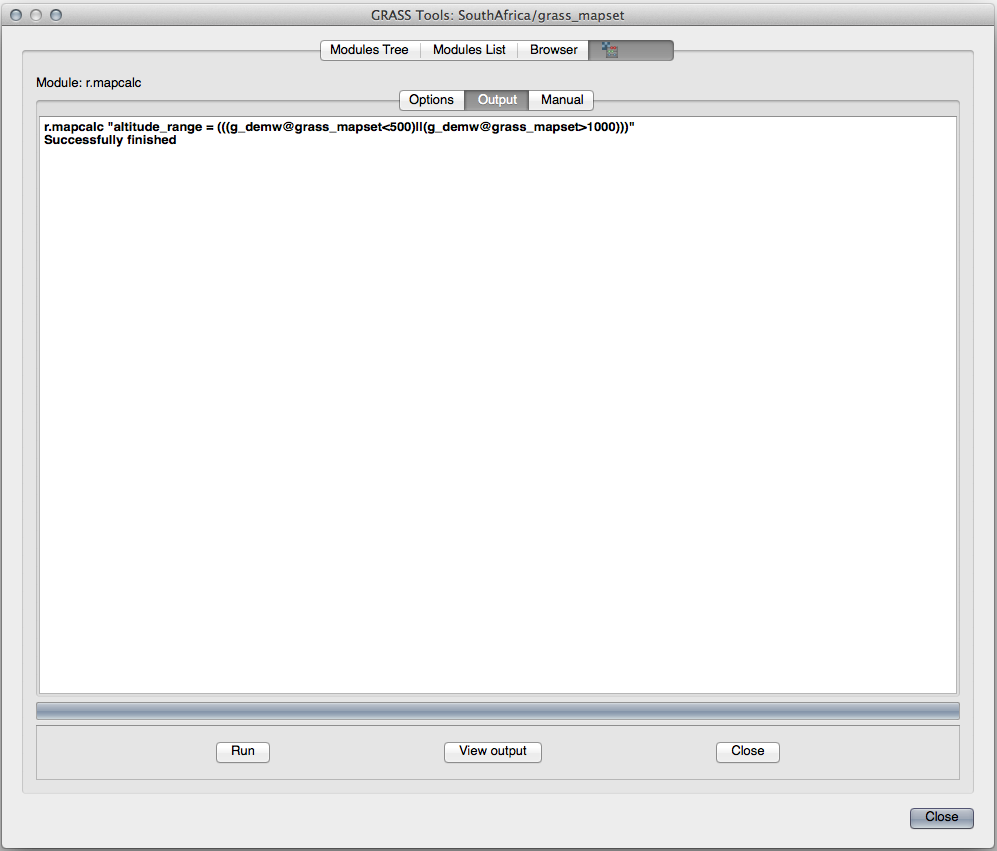 GRASS Tools: SouthAfrica/grass_mapset
Modules Tree Modules List Browser
Module: r.mapcalc
Options Output Manual
r.mapcalc "altitude_range = (((g_demw@grass_mapset<500)||(g_demw@grass_mapset>1000)))"
Successfully finished
Run View output Close
Close